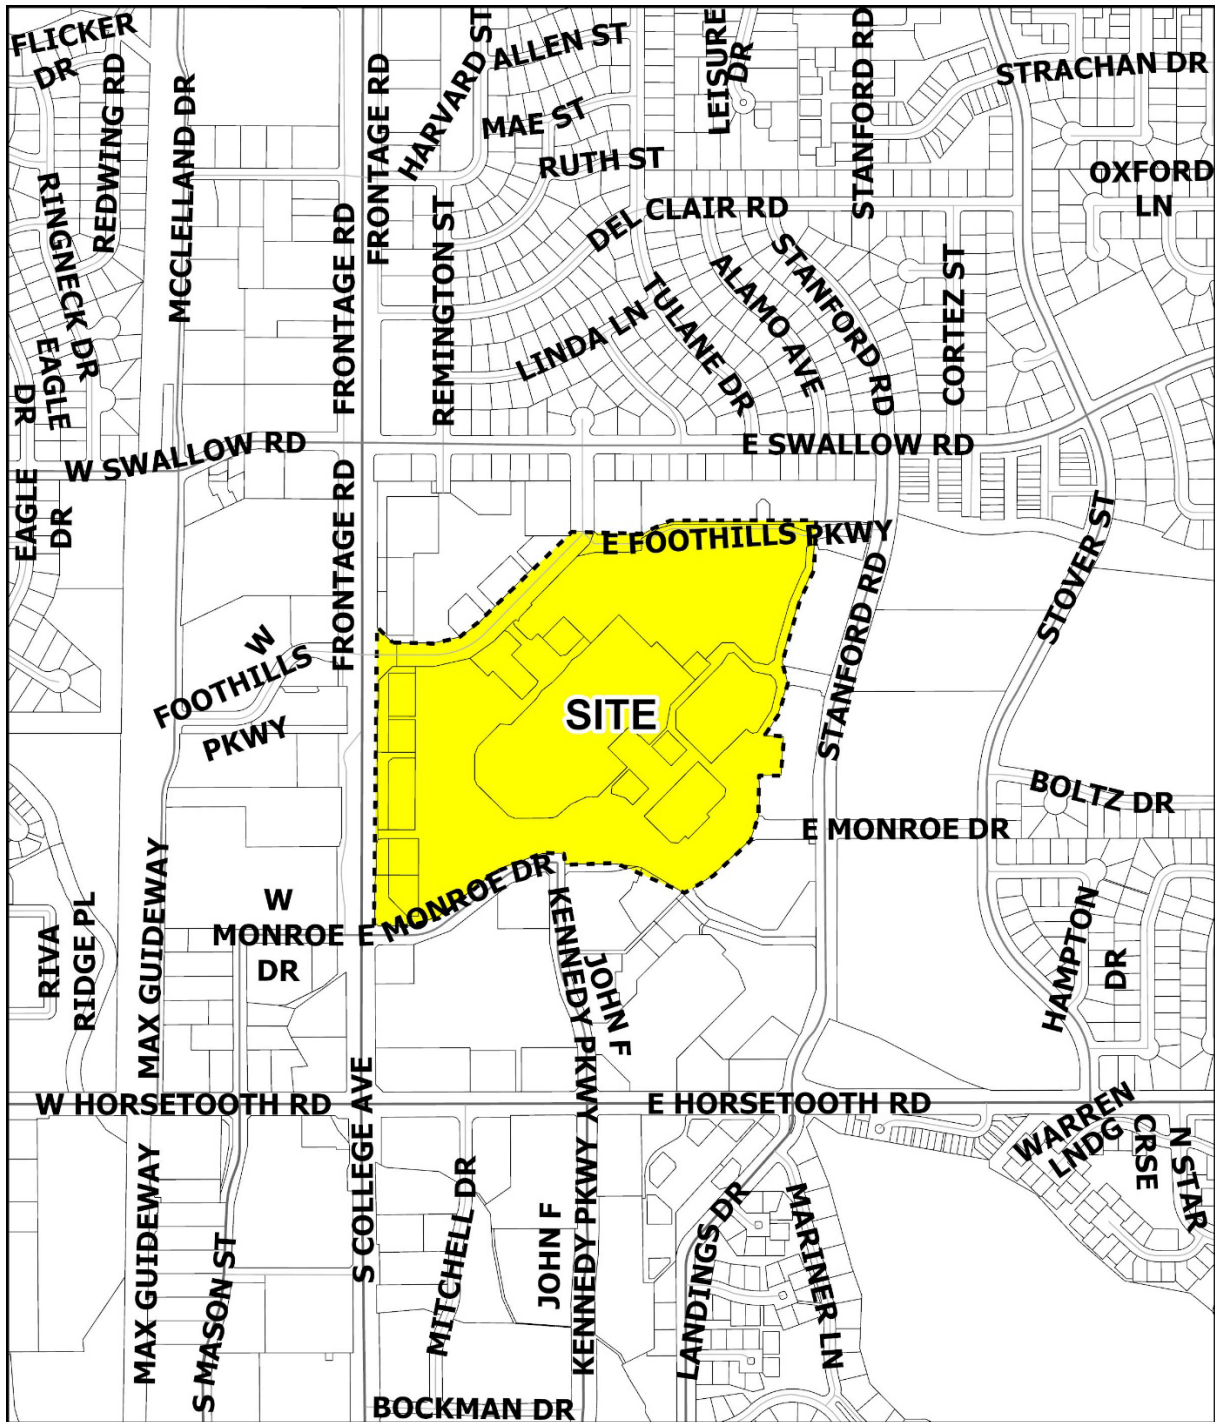 FLICKER
DR
REDWING RD
MCCLELLAND DR
FRONTAGE RD
HARVARD ST
ALLEN ST
MAE ST
RUTH ST
LEISURE
DR
STANFORD RD
STRACHAN DR
OXFORD
LN
RINGNECK DR
EAGLE
DR
FRONTAGE RD
REMINGTON ST
DEL CLAIR RD
LINDA LN
TULANE DR
ALAMO AVE
STANFORD RD
CORTEZ ST
W SWALLOW RD
E SWALLOW RD
EAGLE
DR
FRONTAGE RD
E FOOTHILLS PKWY
STANFORD RD
STOVER ST
W
FOOTHILLS
PKWY
SITE
BOLTZ DR
E MONROE DR
MAX GUIDEWAY
RIVA
RIDGE PL
W
MONROE
DR
E MONROE DR
JOHN F
KENNEDY PKWY
HAMPTON
DR
W HORSETOOTH RD
S COLLEGE AVE
E HORSETOOTH RD
WARREN
LNDG
N STAR
CRSE
MAX GUIDEWAY
S MASON ST
MITCHELL DR
JOHN F
KENNEDY PKWY
LANDINGS DR
MARINER LN
BOCKMAN DR